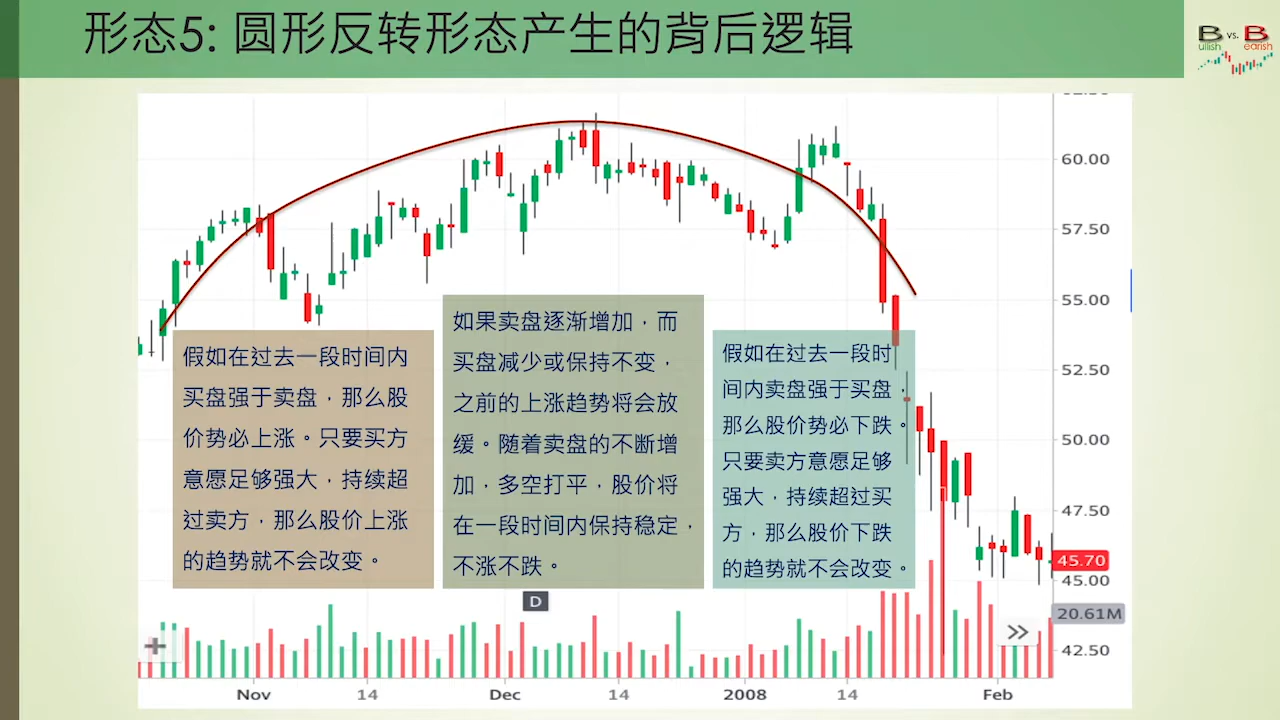 形态5: 圆形反转形态产生的背后逻辑
B vs. B
ullish earish
60.00
57.50
55.00
52.50
50.00
47.50
45.70
45.00
20.61M
42.50
假如在过去一段时间内
买盘强于卖盘，那么股
价势必上涨。只要买方
意愿足够强大，持续超
过卖方，那么股价上涨
的趋势就不会改变。
如果卖盘逐渐增加，而
买盘减少或保持不变，
之前的上涨趋势将会放
缓。随着卖盘的不断增
加，多空打平，股价将
在一段时间内保持稳定，
不涨不跌。
假如在过去一段时
间内卖盘强于买盘，
那么股价势必下跌。
只要卖方意愿足够
强大，持续超过买
方，那么股价下跌
的趋势就不会改变。
D
Nov 14 Dec 14 2008 14 Feb